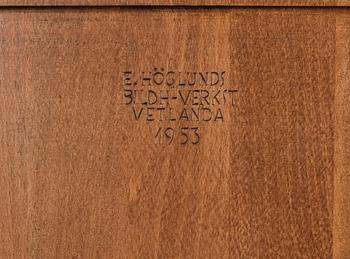 E. HÖGLUNDS
BILDH-VERKST
VETLANDA
1953